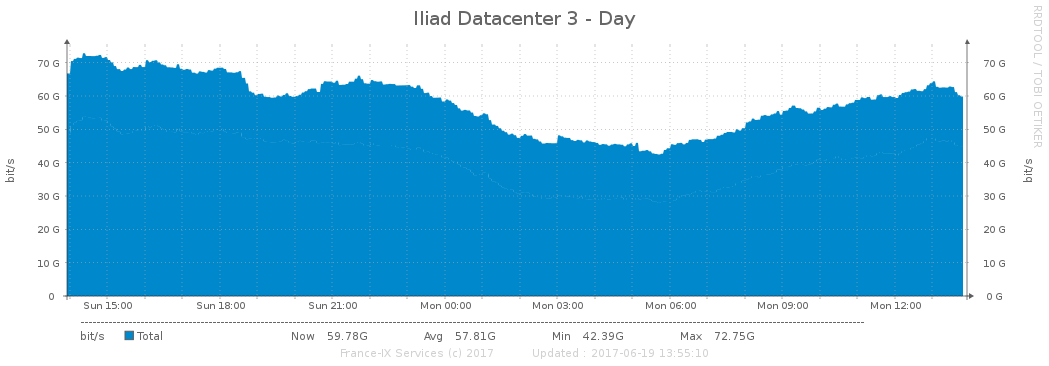 Iliad Datacenter 3 - Day
RRDTOOL / TOBI OETIKER
bit/s
70 G 70 G
60 G 60 G
50 G 50 G
40 G 40 G
30 G 30 G
20 G 20 G
10 G 10 G
0 0 G
bit/s
Sun 15:00 Sun 18:00 Sun 21:00 Mon 00:00 Mon 03:00 Mon 06:00 Mon 09:00 Mon 12:00
bit/s Total Now 59.78G Avg 57.81G Min 42.39G Max 72.75G
France-IX Services (c) 2017 Updated : 2017-06-19 13:55:10